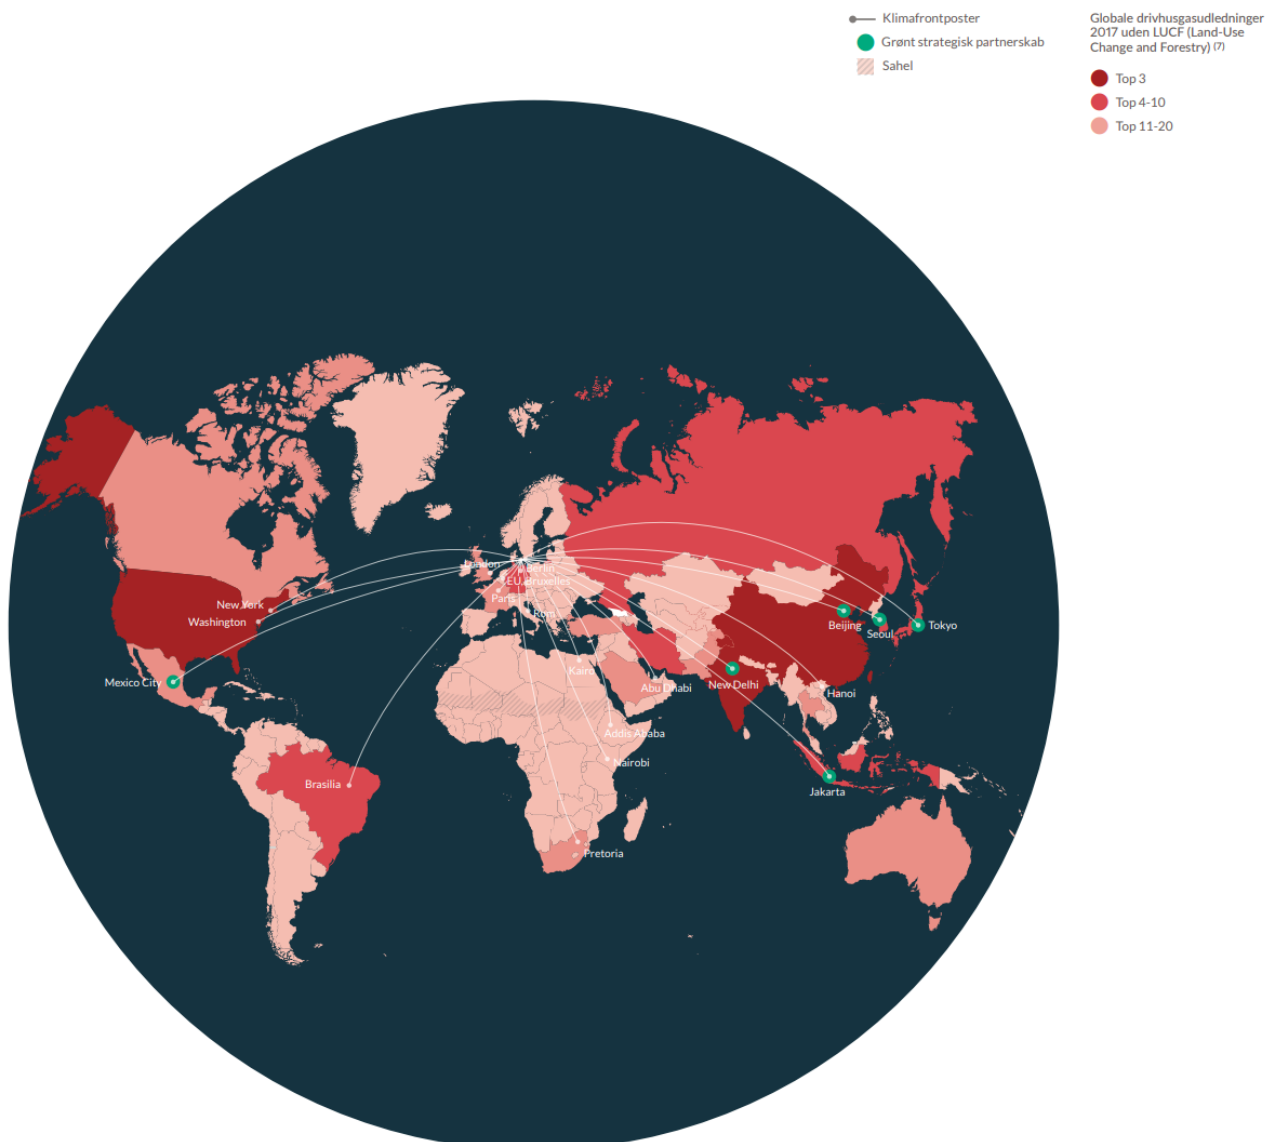 Klimafrontposter
Grønt strategisk partnerskab
Sahel
Globale drivhusgasudledninger
2017 uden LUCF (Land-Use
Change and Forestry) (7)
Top 3
Top 4-10
Top 11-20
London
Berlin
EU, Bruxelles
Paris
Rom
New York
Washington
Beijing
Seoul
Tokyo
Kairo
Mexico City
Abu Dhabi
New Delhi
Hanoi
Addis Ababa
Nairobi
Brasilia
Jakarta
Pretoria